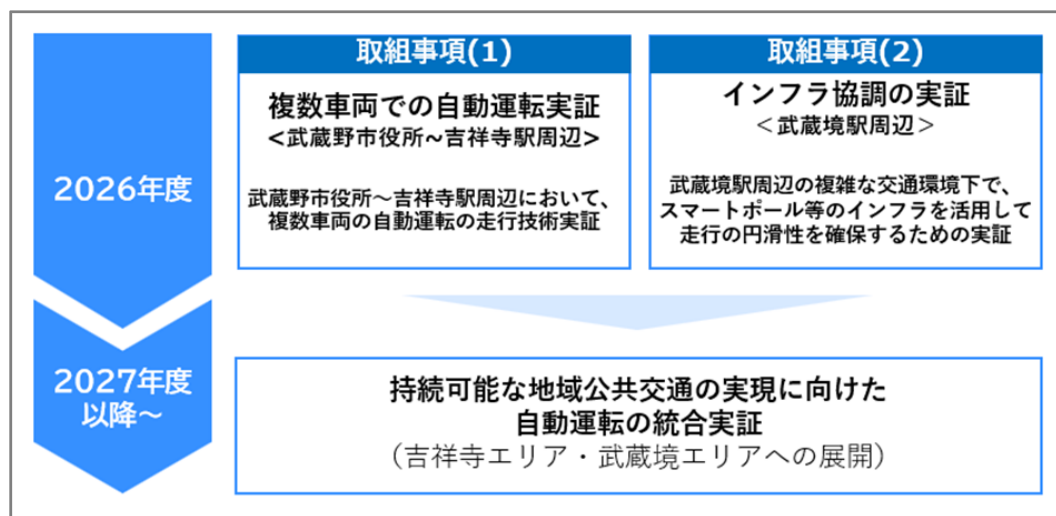 取組事項(1)
複数車両での自動運転実証
<武蔵野市役所~吉祥寺駅周辺>
武蔵野市役所～吉祥寺駅周辺において、
複数車両の自動運転の走行技術実証
取組事項(2)
インフラ協調の実証
＜武蔵境駅周辺＞
武蔵境駅周辺の複雑な交通環境下で、
スマートポール等のインフラを活用して
走行の円滑性を確保するための実証
2026年度
2027年度
以降～
持続可能な地域公共交通の実現に向けた
自動運転の統合実証
（吉祥寺エリア・武蔵境エリアへの展開）